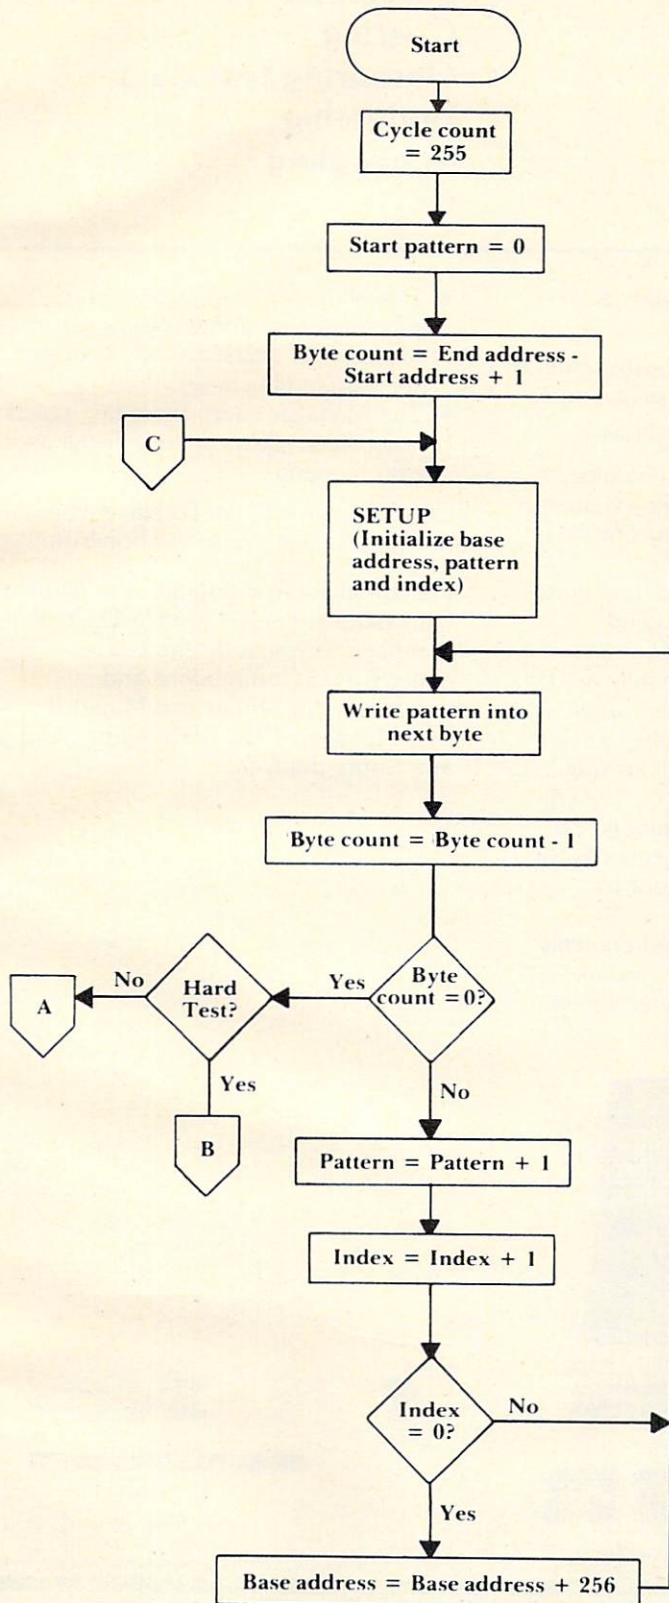 Start
Cycle count
= 255
Start pattern = 0
Byte count = End address -
Start address + 1
C
SETUP
(Initialize base
address, pattern
and index)
Write pattern into
next byte
Byte count = Byte count - 1
Byte
count = 0?
Yes
Hard
Test?
No
A
Yes
B
No
Pattern = Pattern + 1
Index = Index + 1
Index
= 0?
No
Yes
Base address = Base address + 256